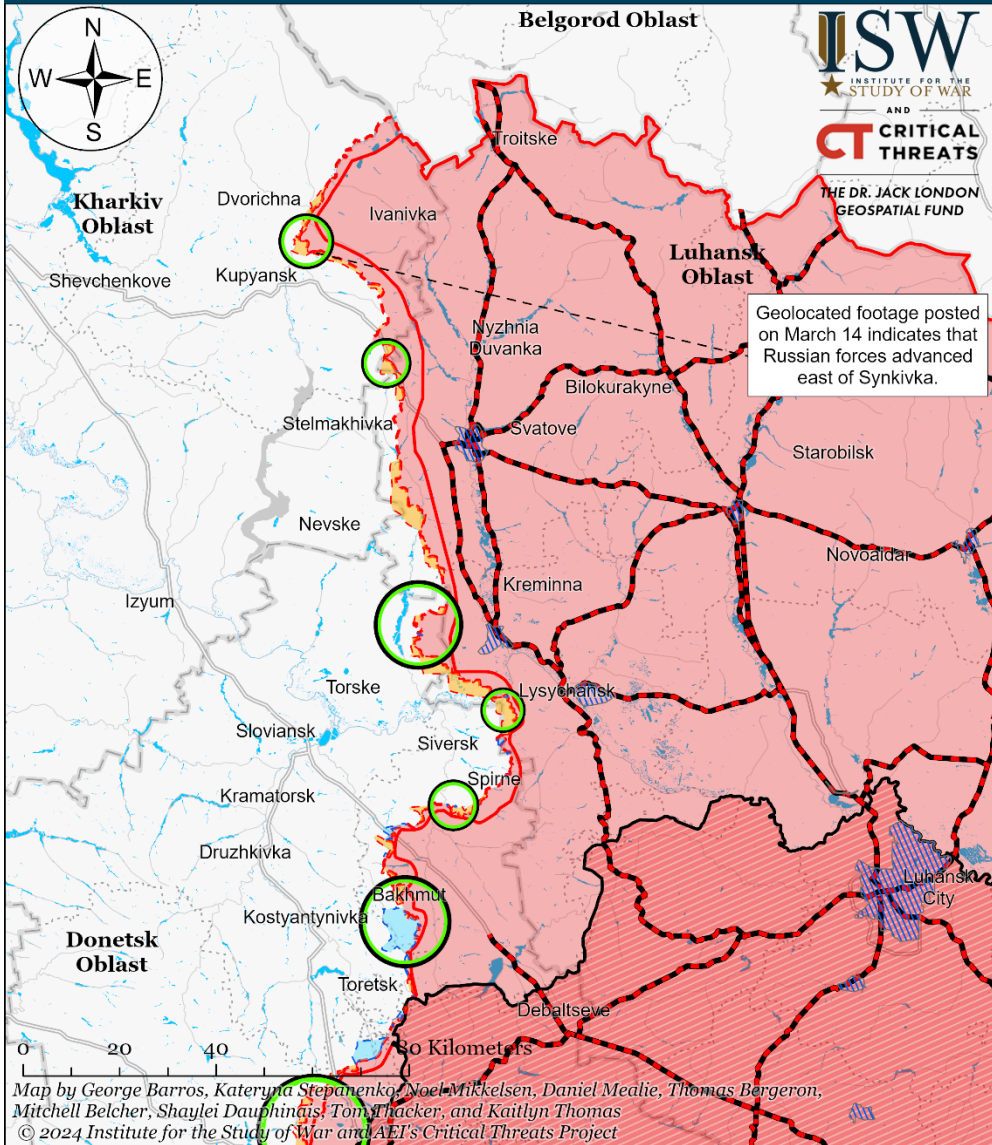 Belgorod Oblast
N
W E
S
ISW
INSTITUTE FOR THE
STUDY OF WAR
AND
CT CRITICAL
THREATS
THE DR. JACK LONDON
GEOSPATIAL FUND
Troitske
Dvorichna
Kharkiv
Oblast
Ivanivka
Luhansk
Oblast
Shevchenkove
Kupyansk
Geolocated footage posted
on March 14 indicates that
Russian forces advanced
east of Synkivka.
Nyzhnia
Duvanka
Bilokurakyne
Stelmakhivka
Svatove
Starobilsk
Nevske
Novoaidar
Kreminna
Izyum
Torske
Lysychansk
Sloviansk
Siversk
Spirne
Kramatorsk
Druzhkivka
Luhansk
City
Bakhmut
Kostyantynivka
Donetsk
Oblast
Toretsk
Debaltseve
0 20 40 80 Kilometers
Map by George Barros, Kateryna Stepanenko, Noel Mikkelsen, Daniel Mealie, Thomas Bergeron,
Mitchell Belcher, Shaylei Dauphinais, Tom Thacker, and Kaitlyn Thomas
© 2024 Institute for the Study of War and AEI's Critical Threats Project